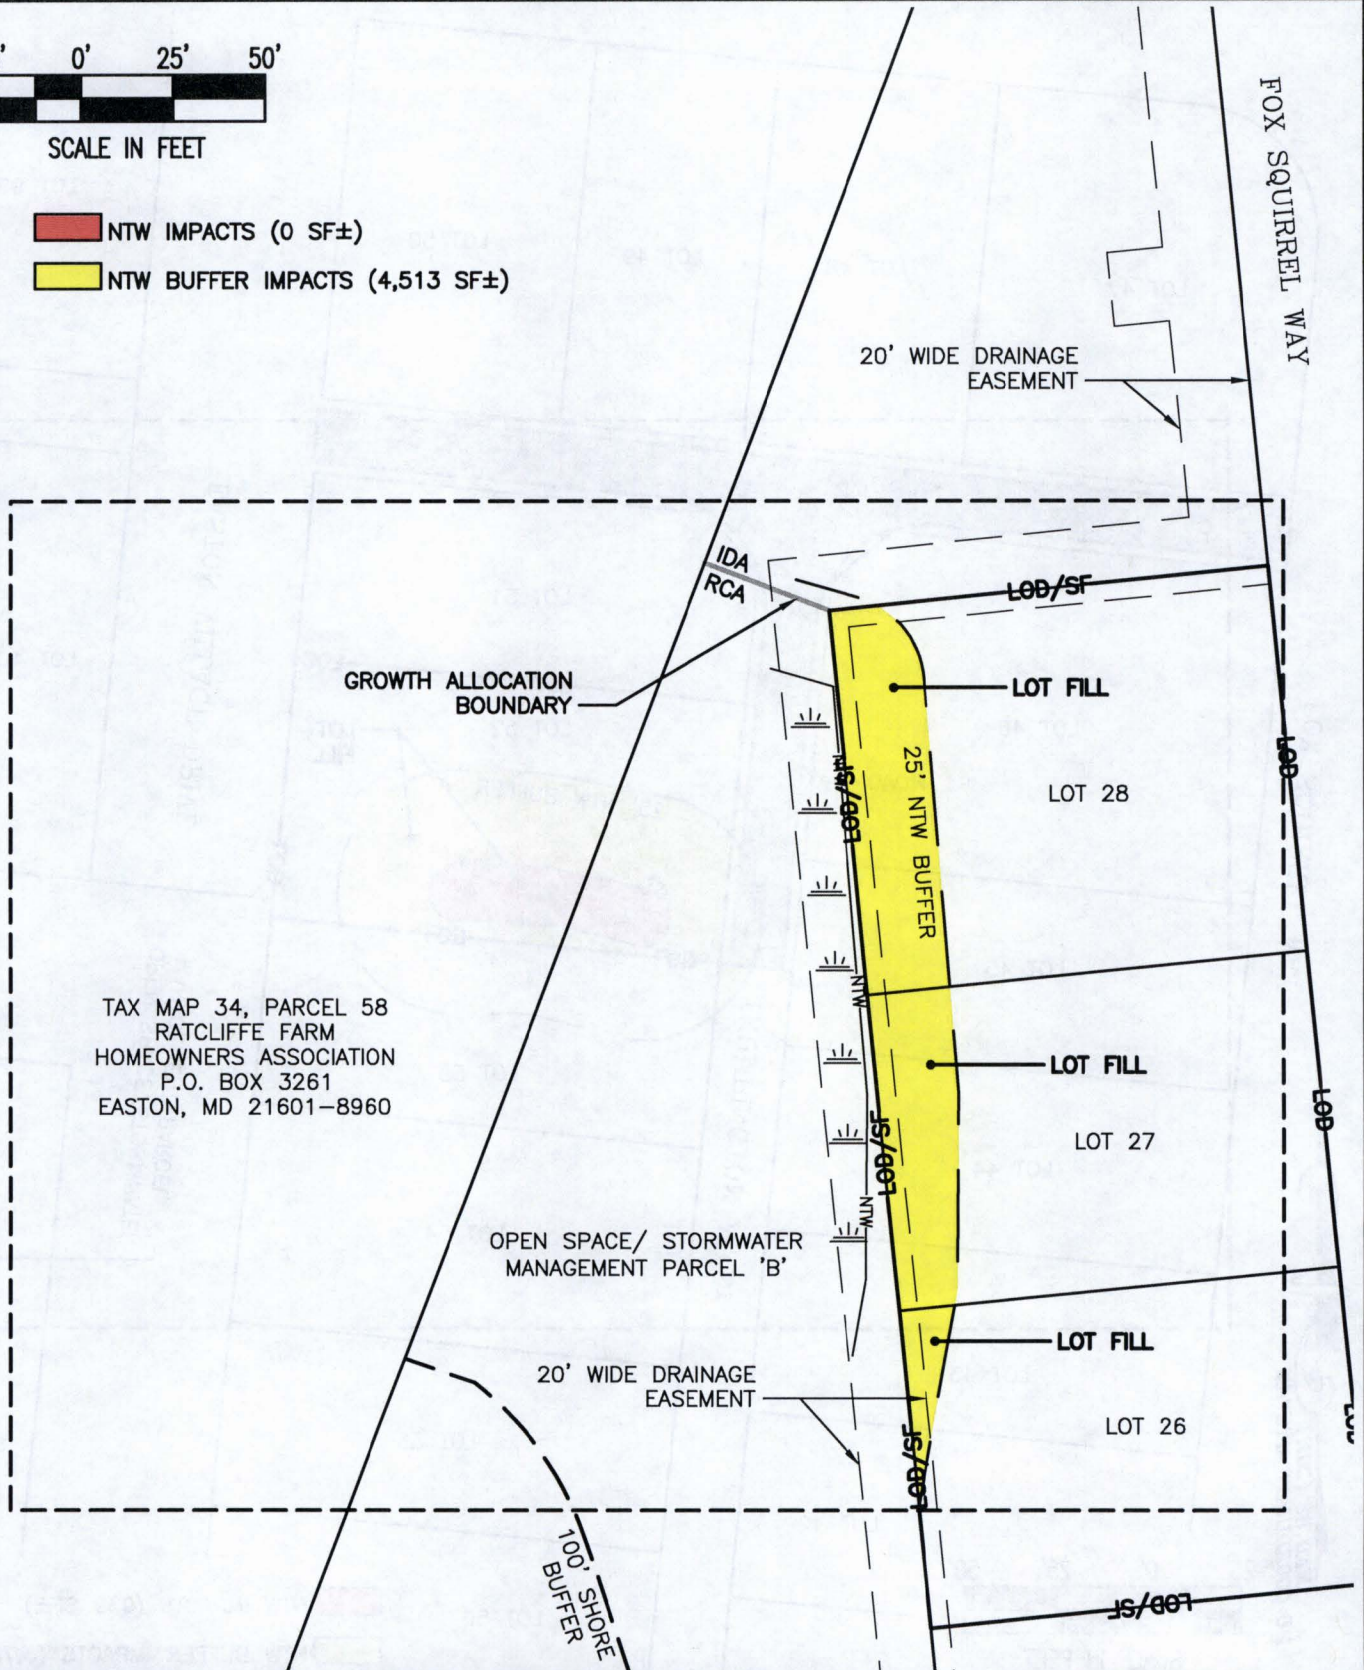 0' 25' 50'
SCALE IN FEET
NTW IMPACTS (0 SF±)
NTW BUFFER IMPACTS (4,513 SF±)
FOX SQUIRREL WAY
20' WIDE DRAINAGE
EASEMENT
IDA
RCA
LOD/SF
GROWTH ALLOCATION
BOUNDARY
LOT FILL
LOD
LOD/SF
25' NTW BUFFER
LOT 28
NTW
TAX MAP 34, PARCEL 58
RATCLIFFE FARM
HOMEOWNERS ASSOCIATION
P.O. BOX 3261
EASTON, MD 21601-8960
LOT FILL
LOD
LOD/SF
LOT 27
NTW
OPEN SPACE/ STORMWATER
MANAGEMENT PARCEL 'B'
LOT FILL
20' WIDE DRAINAGE
EASEMENT
LOT 26
LOD/SF
100' SHORE
BUFFER
LOD/SF